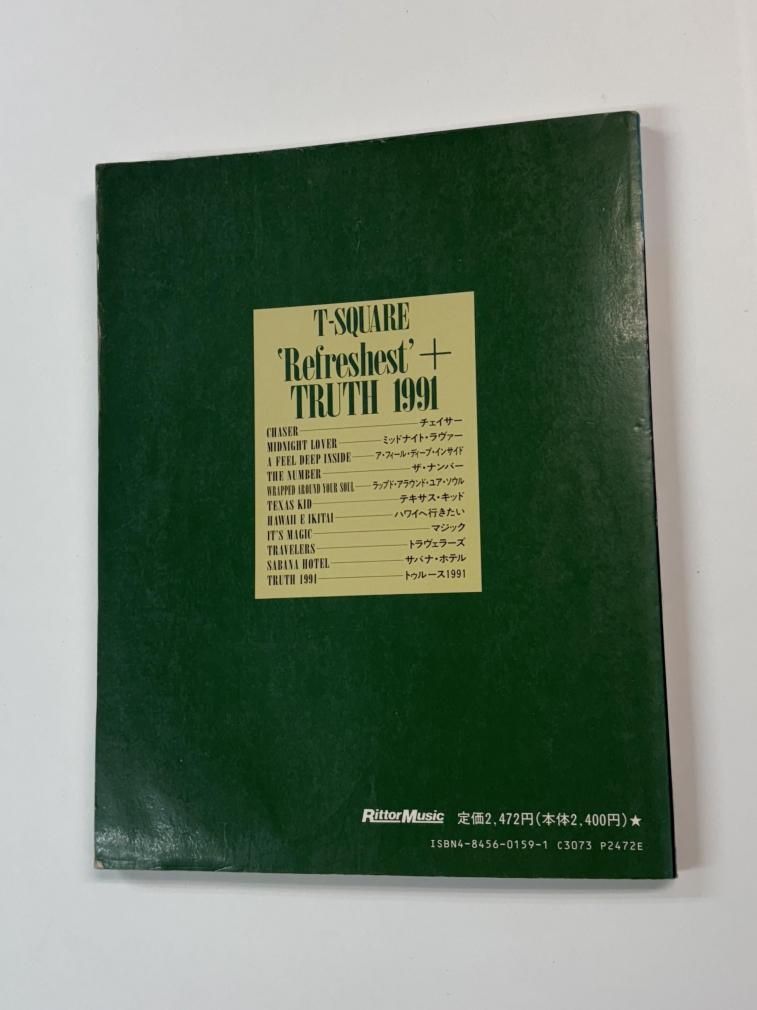 T-SQUARE
'Refreshest' +
TRUTH 1991
CHASER チェイサー
MIDNIGHT LOVER ミッドナイト・ラヴァー
A FEEL DEEP INSIDE ア・フィール・ディープ・インサイド
THE NUMBER ザ・ナンバー
WRAPPED AROUND YOUR SOUL ラップド・アラウンド・ユア・ソウル
TEXAS KID テキサス・キッド
HAWAII E IKITAI ハワイへ行きたい
IT'S MAGIC マジック
TRAVELERS トラヴェラーズ
SABANA HOTEL サバナ・ホテル
TRUTH 1991 トゥルース1991
RittorMusic 定価2,472円(本体2,400円)★
ISBN4-8456-0159-1 C3073 P2472E